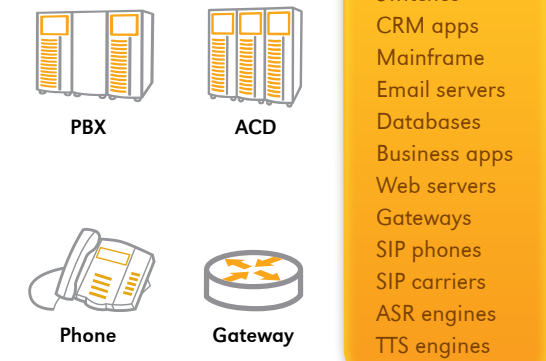 PBX
ACD
Phone
Gateway
CRM apps
Mainframe
Email servers
Databases
Business apps
Web servers
Gateways
SIP phones
SIP carriers
ASR engines
TTS engines